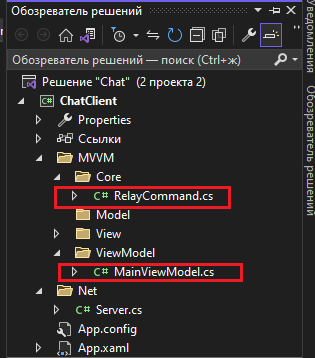 Обозреватель решений
Обозреватель решений — поиск (Ctrl+ж)
Решение "Chat" (2 проекта 2)
ChatClient
Properties
Ссылки
MVVM
Core
C# RelayCommand.cs
Model
View
ViewModel
C# MainViewModel.cs
Net
C# Server.cs
App.config
App.xaml
Уведомления
Обозреватель решений